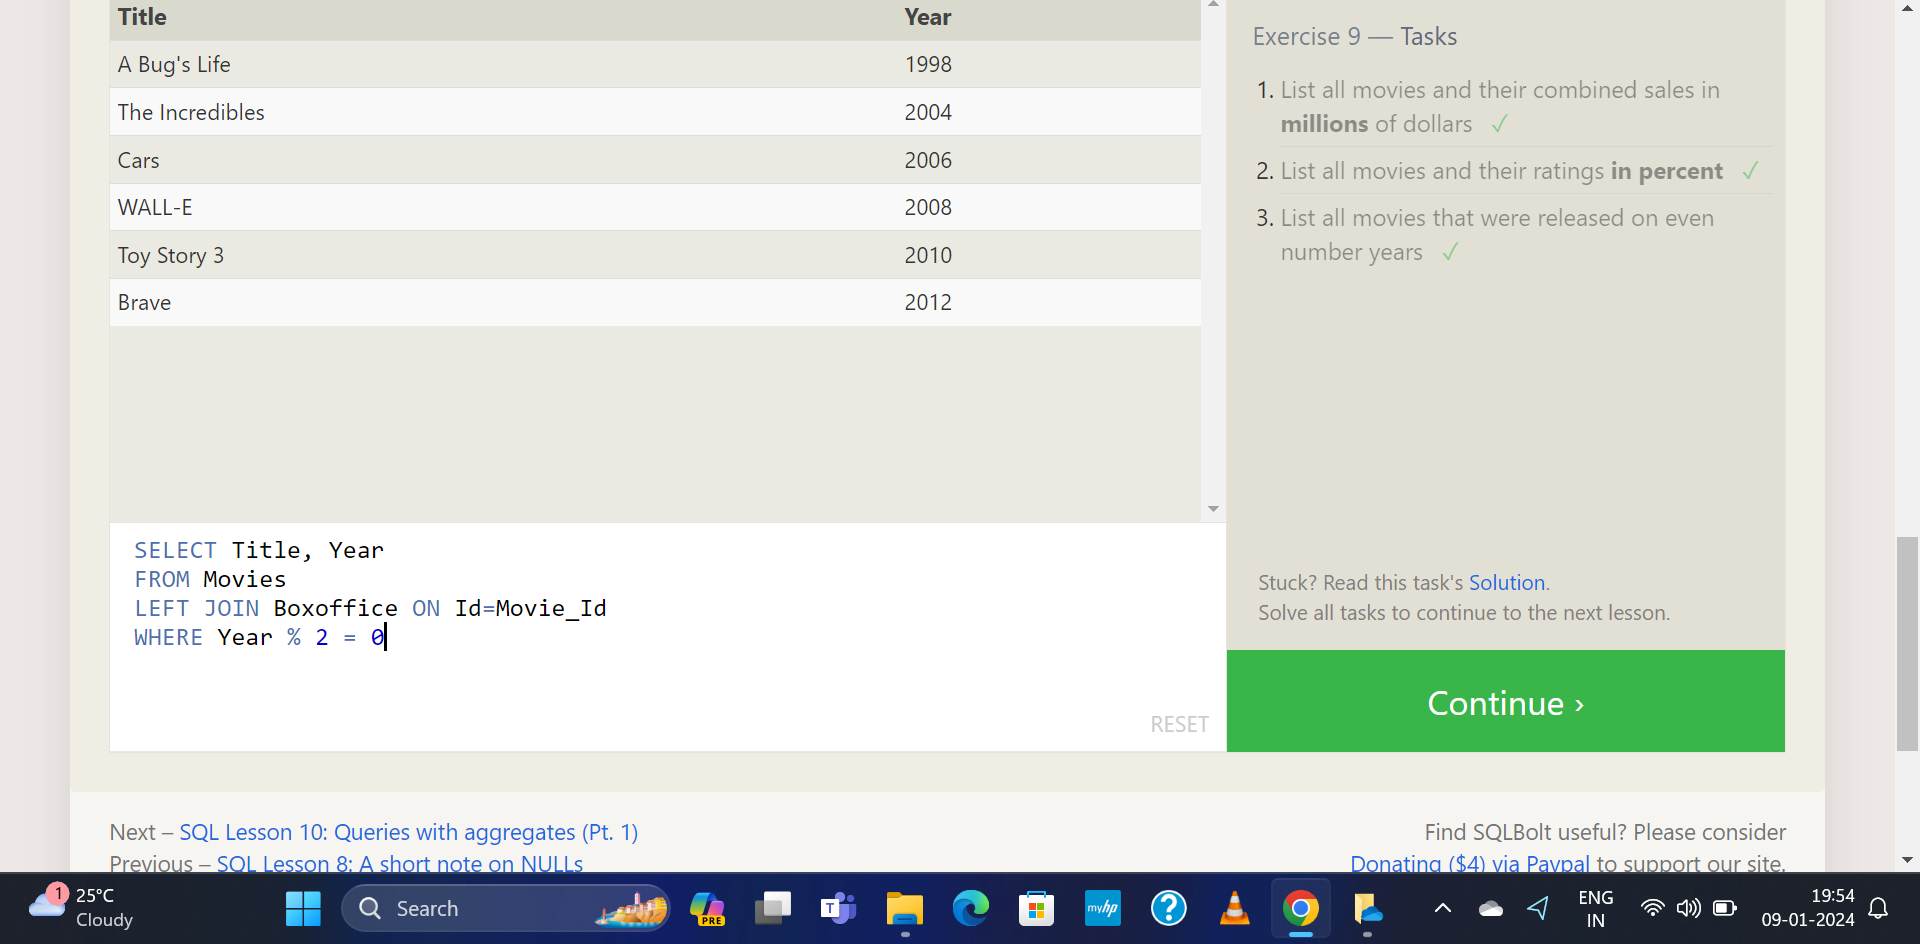 Title Year
A Bug's Life 1998
The Incredibles 2004
Cars 2006
WALL-E 2008
Toy Story 3 2010
Brave 2012
SELECT Title, Year
FROM Movies
LEFT JOIN Boxoffice ON Id=Movie_Id
WHERE Year % 2 = 0
RESET
Exercise 9 — Tasks
1. List all movies and their combined sales in
millions of dollars ✓
2. List all movies and their ratings in percent ✓
3. List all movies that were released on even
number years ✓
Stuck? Read this task's Solution.
Solve all tasks to continue to the next lesson.
Continue ›
Next – SQL Lesson 10: Queries with aggregates (Pt. 1)
Previous – SQL Lesson 8: A short note on NULLs
Find SQLBolt useful? Please consider
Donating ($4) via Paypal to support our site.
1
25°C
Cloudy
Search
PRE
T
myhp
?
ENG
IN
19:54
09-01-2024